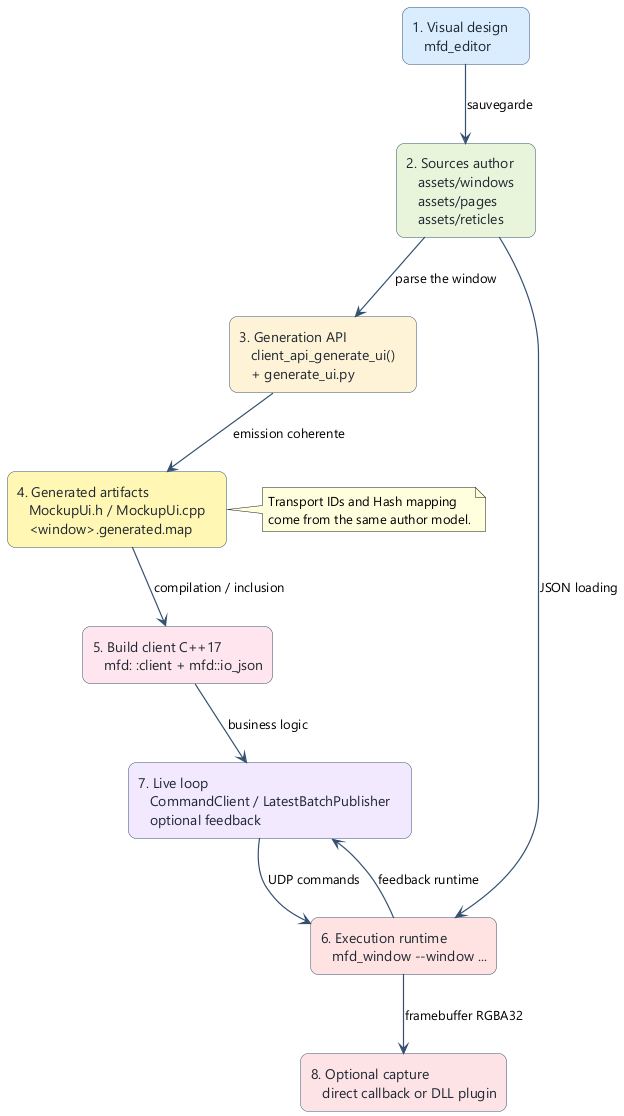 1. Visual design
mfd_editor
sauvegarde
2. Sources author
assets/windows
assets/pages
assets/reticles
parse the window
3. Generation API
client_api_generate_ui()
+ generate_ui.py
emission coherente
4. Generated artifacts
MockupUi.h / MockupUi.cpp
<window>.generated.map
Transport IDs and Hash mapping
come from the same author model.
compilation / inclusion
JSON loading
5. Build client C++17
mfd: :client + mfd::io_json
business logic
7. Live loop
CommandClient / LatestBatchPublisher
optional feedback
UDP commands
feedback runtime
6. Execution runtime
mfd_window --window ...
framebuffer RGBA32
8. Optional capture
direct callback or DLL plugin